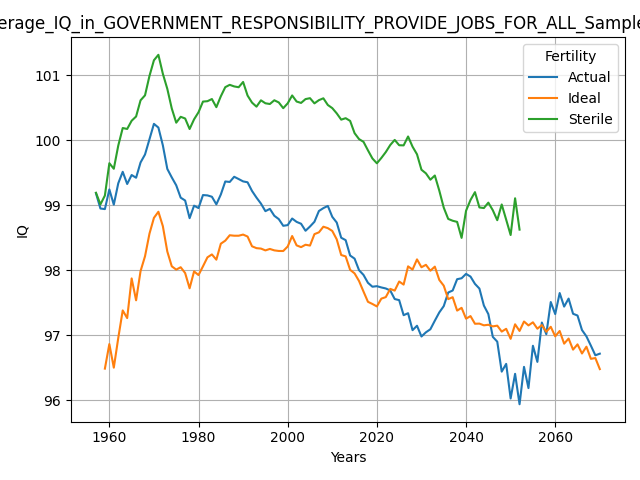 erage_IQ_in_GOVERNMENT_RESPONSIBILITY_PROVIDE_JOBS_FOR_ALL_Sample
Fertility
Actual
Ideal
Sterile
IQ
101
100
99
98
97
96
1960 1980 2000 2020 2040 2060
Years